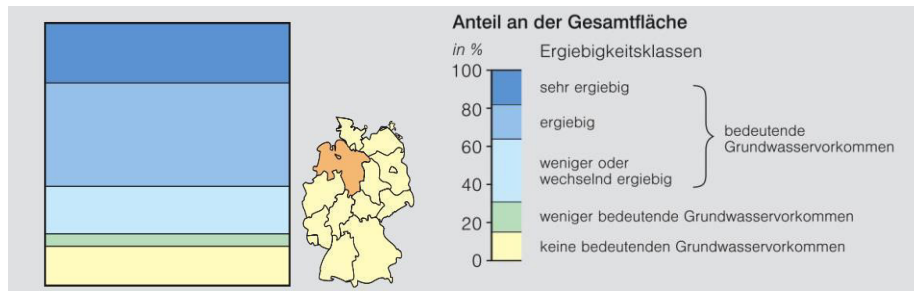 Anteil an der Gesamtfläche
in %
Ergiebigkeitsklassen
100
sehr ergiebig
80
ergiebig
bedeutende
Grundwasservorkommen
60
weniger oder
wechselnd ergiebig
40
20
weniger bedeutende Grundwasservorkommen
0
keine bedeutenden Grundwasservorkommen